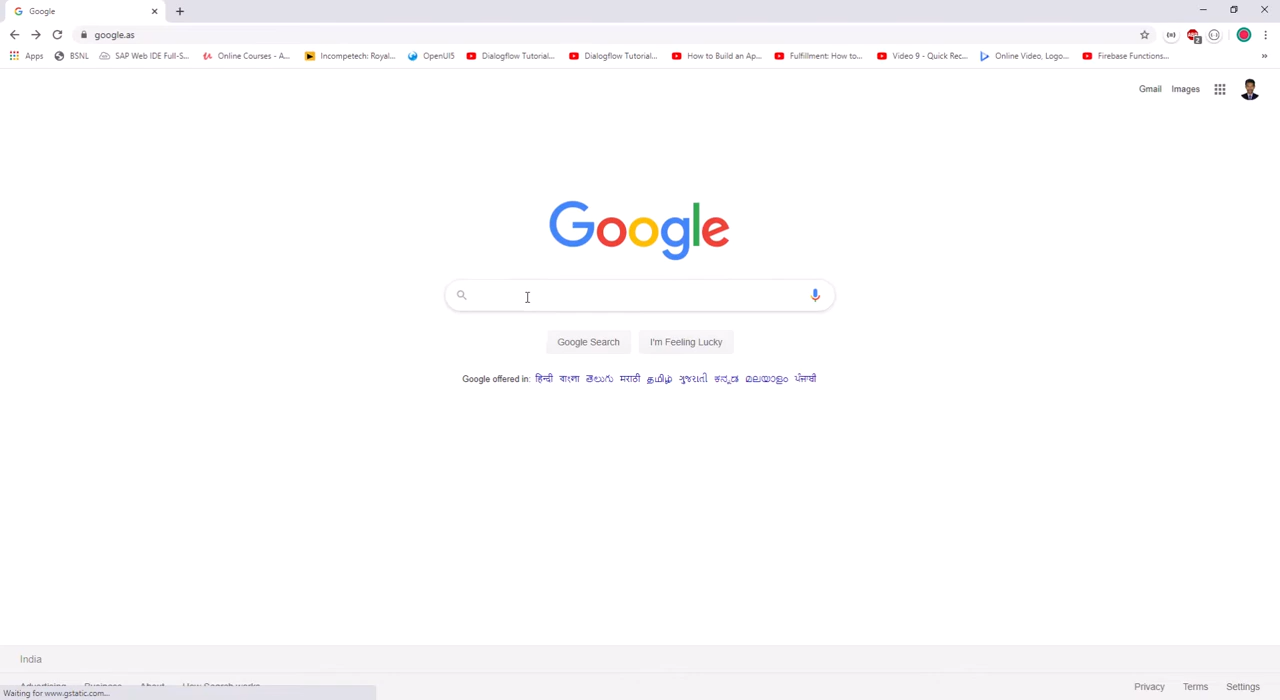 Google
google.as
Apps BSNL SAP Web IDE Full-S... Online Courses - A... Incompetech: Royal... OpenUI5 Dialogflow Tutorial... Dialogflow Tutorial... How to Build an Ap... Fulfillment: How to... Video 9 - Quick Rec... Online Video, Logo... Firebase Functions... »
Gmail Images
Google
Google Search I'm Feeling Lucky
Google offered in: हिन्दी বাংলা తెలుగు मराठी தமிழ் ગુજરાતી ಕನ್ನಡ മലയാളം ਪੰਜਾਬੀ
India
Advertising Business About How Search works
Waiting for www.gstatic.com...
Privacy Terms Settings